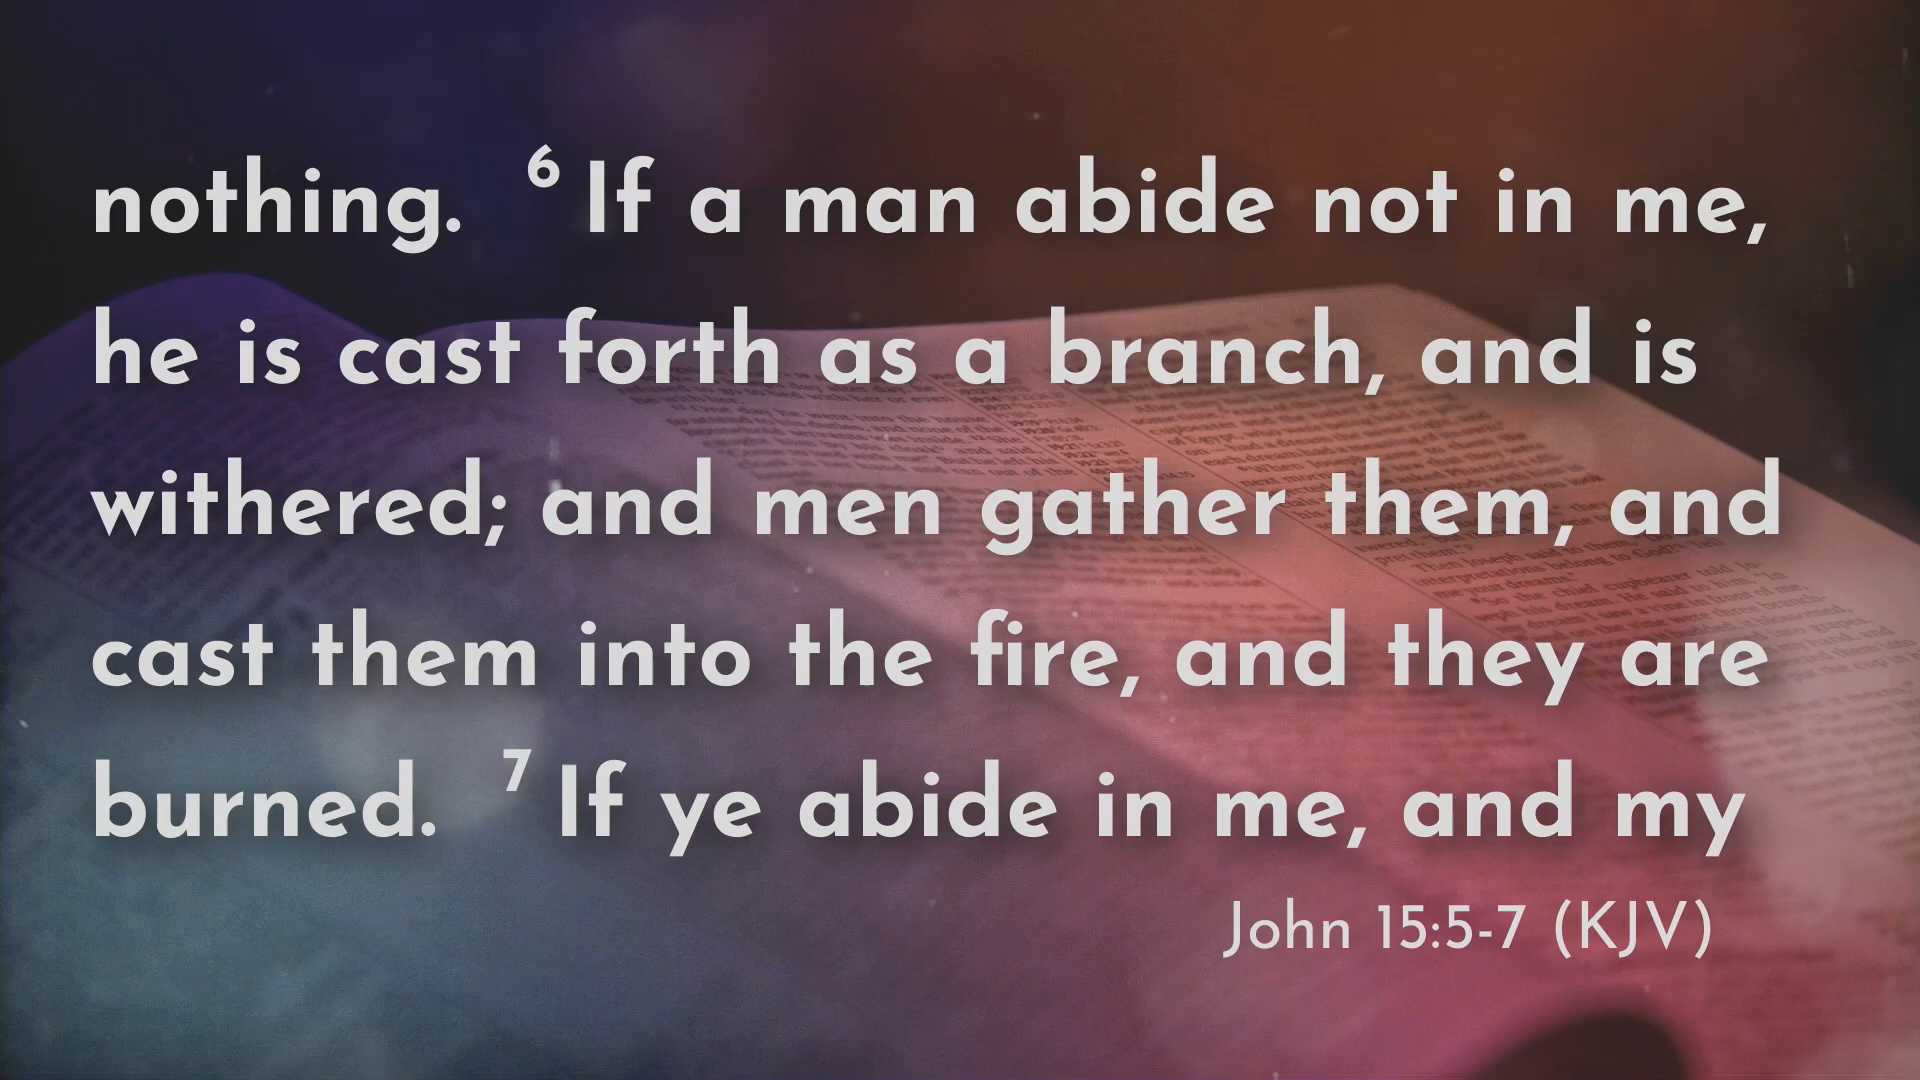 nothing. 6 If a man abide not in me,
he is cast forth as a branch, and is
withered; and men gather them, and
cast them into the fire, and they are
burned. 7 If ye abide in me, and my
John 15:5-7 (KJV)